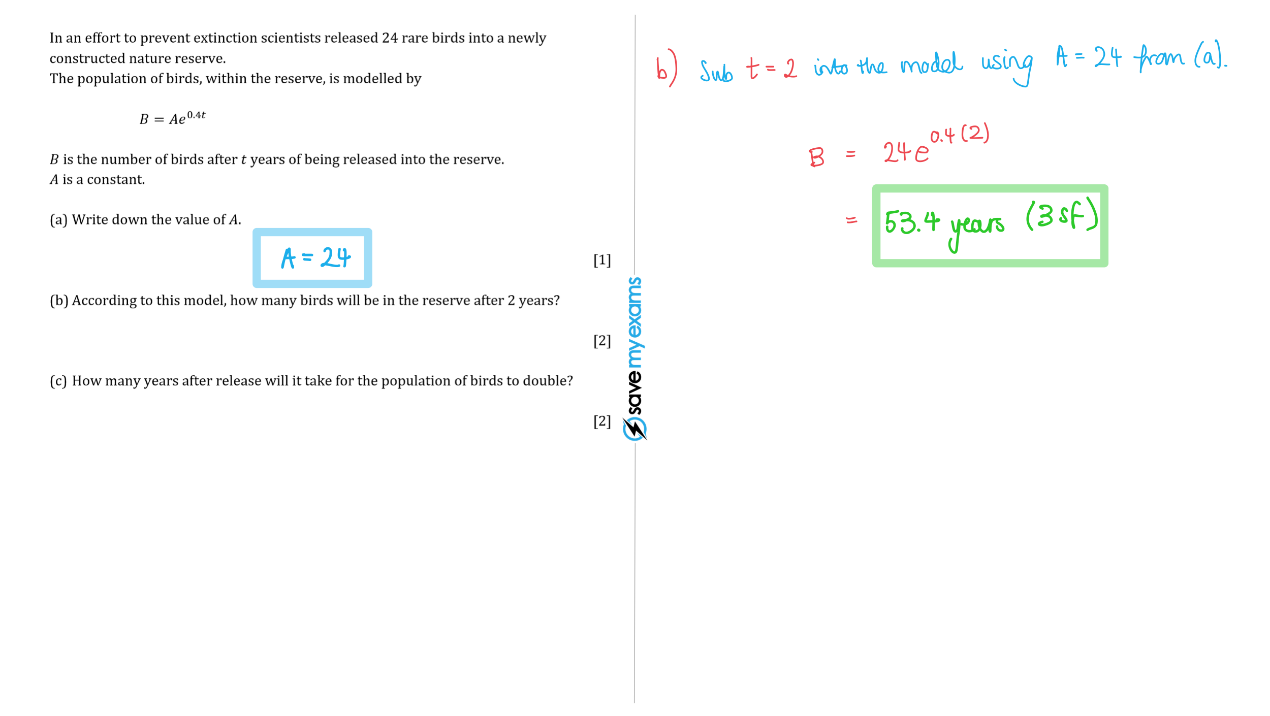 In an effort to prevent extinction scientists released 24 rare birds into a newly
constructed nature reserve.
The population of birds, within the reserve, is modelled by
B = Ae^0.4t
B is the number of birds after t years of being released into the reserve.
A is a constant.
(a) Write down the value of A.
A = 24
[1]
(b) According to this model, how many birds will be in the reserve after 2 years?
[2]
(c) How many years after release will it take for the population of birds to double?
[2]
save my exams
b) Sub t = 2 into the model using A = 24 from (a).
B = 24e^0.4(2)
= 53.4 years (3 sf)